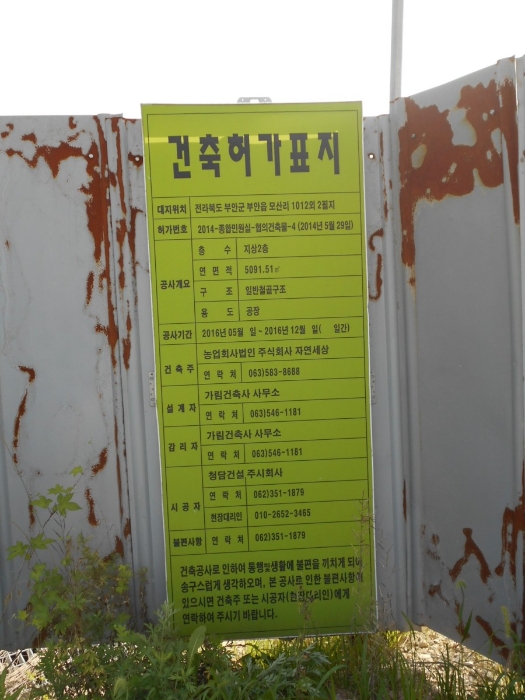 건축허가표지
대지위치 전라북도 부안군 부안읍 모산리 1012외 2필지
허가번호 2014-종합민원실-협의건축물-4 (2014년 5월 29일)
공사개요 층 수 지상2층
연 면 적 5091.51㎡
구 조 일반철골구조
용 도 공장
공사기간 2016년 05월 일 ~ 2016년 12월 일( 일간)
건 축 주 농업회사법인 주식회사 자연세상
연 락 처 063)583-8688
설 계 자 가림건축사 사무소
연 락 처 063)546-1181
감 리 자 가림건축사 사무소
연 락 처 063)546-1181
시 공 자 청담건설 주시회사
연 락 처 062)351-1879
현장대리인 010-2652-3465
불편사항 연 락 처 062)351-1879
건축공사로 인하여 통행및생활에 불편을 끼치게 되어
송구스럽게 생각하오며, 본 공사로 인한 불편사항에
있으시면 건축주 또는 시공자(현장대리인)에게
연락하여 주시기 바랍니다.